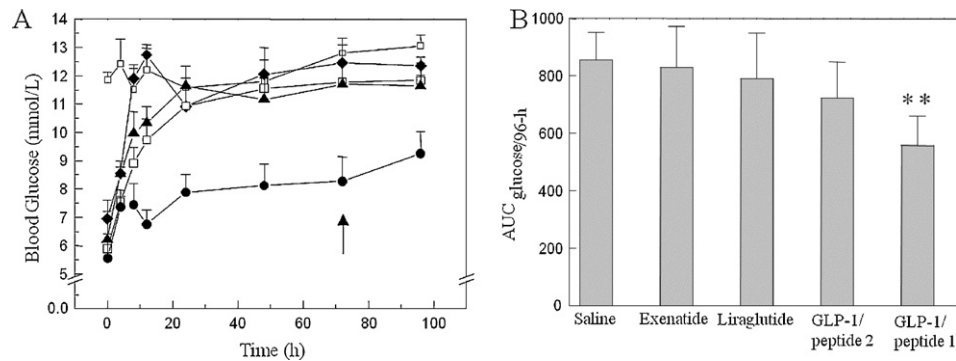 A
Blood Glucose (mmol/L)
14
13
12
11
10
9
8
7
6
5
0.0
0 20 40 60 80 100
Time (h)
B
AUC glucose/96-h
1000
800
600
400
200
0
**
Saline Exenatide Liraglutide GLP-1/ GLP-1/
peptide 2 peptide 1